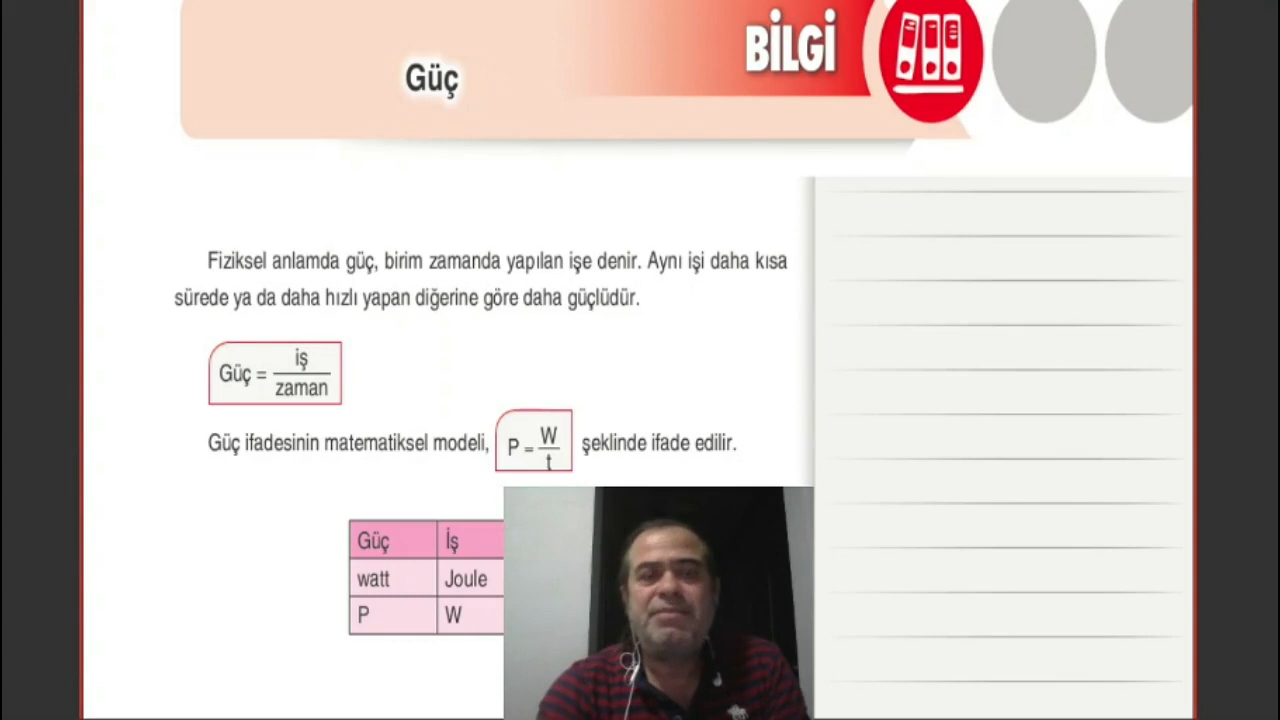 BİLGİ
Güç
Fiziksel anlamda güç, birim zamanda yapılan işe denir. Aynı işi daha kısa
sürede ya da daha hızlı yapan diğerine göre daha güçlüdür.
Güç = iş / zaman
Güç ifadesinin matematiksel modeli, P = W / t şeklinde ifade edilir.
Güç İş
watt Joule
P W